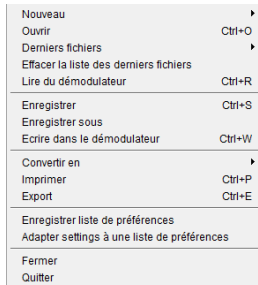 Nouveau
Ouvrir Ctrl+O
Derniers fichiers
Effacer la liste des derniers fichiers
Lire du démodulateur Ctrl+R
Enregistrer Ctrl+S
Enregistrer sous
Ecrire dans le démodulateur Ctrl+W
Convertir en
Imprimer Ctrl+P
Export Ctrl+E
Enregistrer liste de préférences
Adapter settings à une liste de préférences
Fermer
Quitter